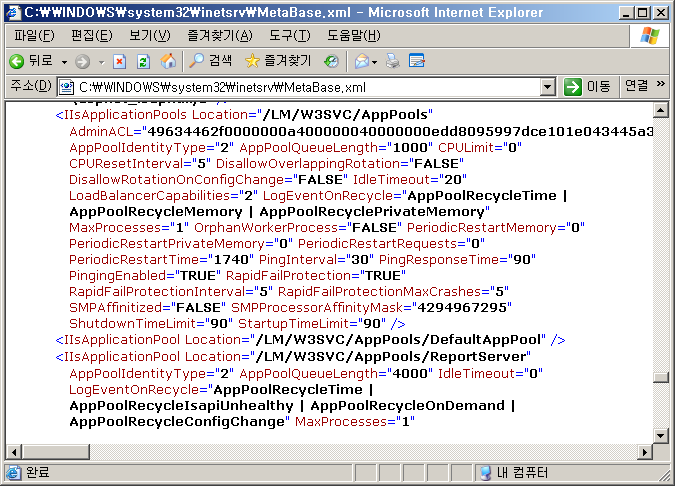 C:₩WINDOWS₩system32₩inetsrv₩MetaBase.xml - Microsoft Internet Explorer
파일(F) 편집(E) 보기(V) 즐겨찾기(A) 도구(T) 도움말(H)
뒤로 검색 즐겨찾기
주소(D) C:₩WINDOWS₩system32₩inetsrv₩MetaBase.xml 이동 연결 »
<IIsApplicationPools Location="/LM/W3SVC/AppPools"
AdminACL="49634462f0000000a400000040000000edd8095997dce101e043445a3
AppPoolIdentityType="2" AppPoolQueueLength="1000" CPULimit="0"
CPUResetInterval="5" DisallowOverlappingRotation="FALSE"
DisallowRotationOnConfigChange="FALSE" IdleTimeout="20"
LoadBalancerCapabilities="2" LogEventOnRecycle="AppPoolRecycleTime |
AppPoolRecycleMemory | AppPoolRecyclePrivateMemory"
MaxProcesses="1" OrphanWorkerProcess="FALSE" PeriodicRestartMemory="0"
PeriodicRestartPrivateMemory="0" PeriodicRestartRequests="0"
PeriodicRestartTime="1740" PingInterval="30" PingResponseTime="90"
PingingEnabled="TRUE" RapidFailProtection="TRUE"
RapidFailProtectionInterval="5" RapidFailProtectionMaxCrashes="5"
SMPAffinitized="FALSE" SMPProcessorAffinityMask="4294967295"
ShutdownTimeLimit="90" StartupTimeLimit="90" />
<IIsApplicationPool Location="/LM/W3SVC/AppPools/DefaultAppPool" />
<IIsApplicationPool Location="/LM/W3SVC/AppPools/ReportServer"
AppPoolIdentityType="2" AppPoolQueueLength="4000" IdleTimeout="0"
LogEventOnRecycle="AppPoolRecycleTime |
AppPoolRecycleIsapiUnhealthy | AppPoolRecycleOnDemand |
AppPoolRecycleConfigChange" MaxProcesses="1"
완료 내 컴퓨터